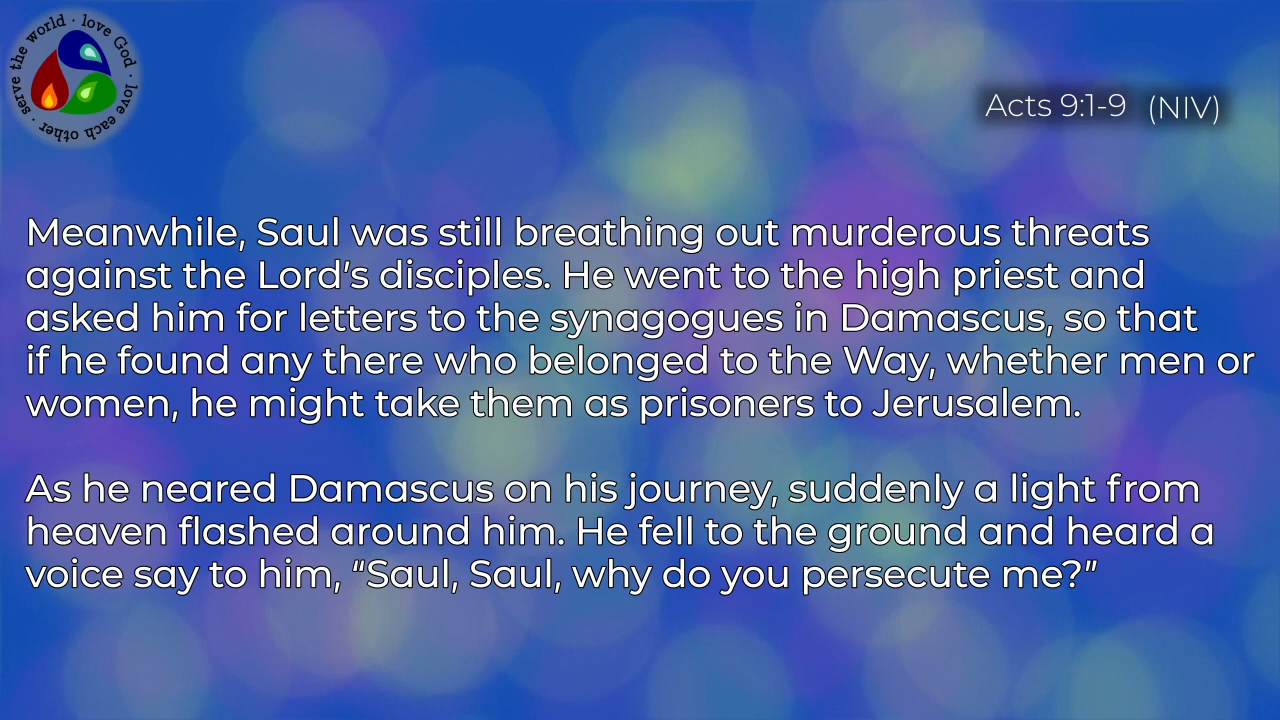 serve the world · love God · love each other ·
Acts 9:1-9 (NIV)
Meanwhile, Saul was still breathing out murderous threats
against the Lord’s disciples. He went to the high priest and
asked him for letters to the synagogues in Damascus, so that
if he found any there who belonged to the Way, whether men or
women, he might take them as prisoners to Jerusalem.
As he neared Damascus on his journey, suddenly a light from
heaven flashed around him. He fell to the ground and heard a
voice say to him, “Saul, Saul, why do you persecute me?”